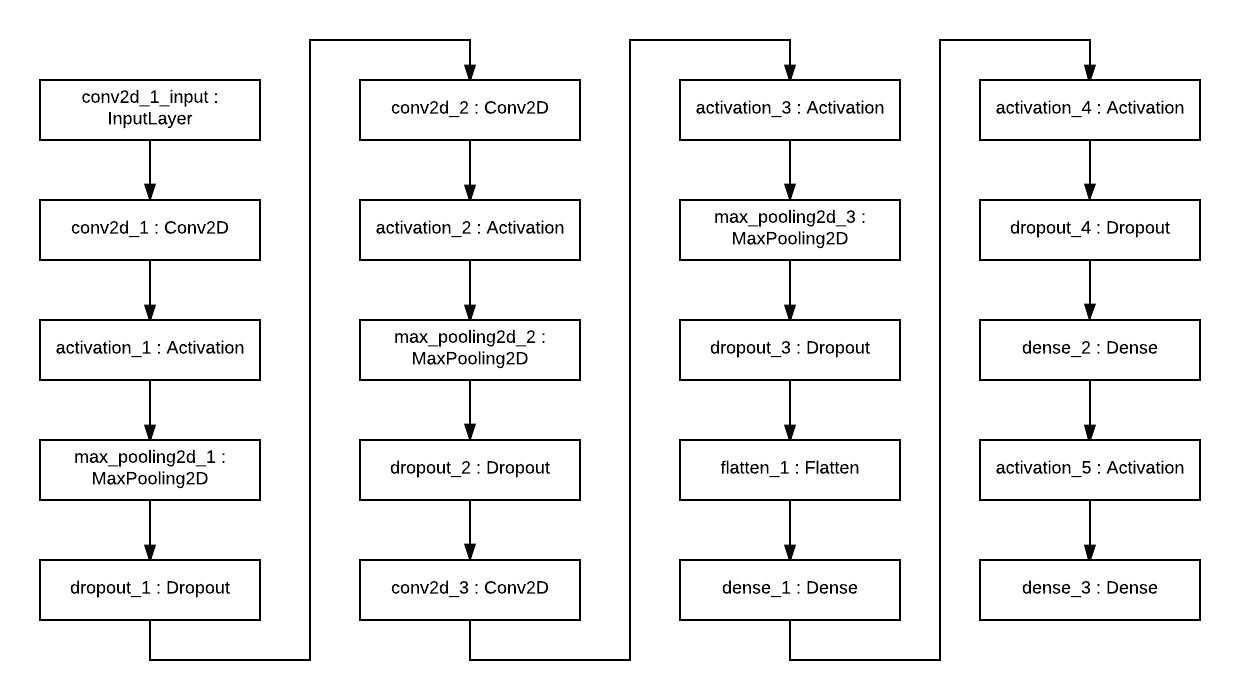 conv2d_1_input :
InputLayer
conv2d_1 : Conv2D
activation_1 : Activation
max_pooling2d_1 :
MaxPooling2D
dropout_1 : Dropout
conv2d_2 : Conv2D
activation_2 : Activation
max_pooling2d_2 :
MaxPooling2D
dropout_2 : Dropout
conv2d_3 : Conv2D
activation_3 : Activation
max_pooling2d_3 :
MaxPooling2D
dropout_3 : Dropout
flatten_1 : Flatten
dense_1 : Dense
activation_4 : Activation
dropout_4 : Dropout
dense_2 : Dense
activation_5 : Activation
dense_3 : Dense